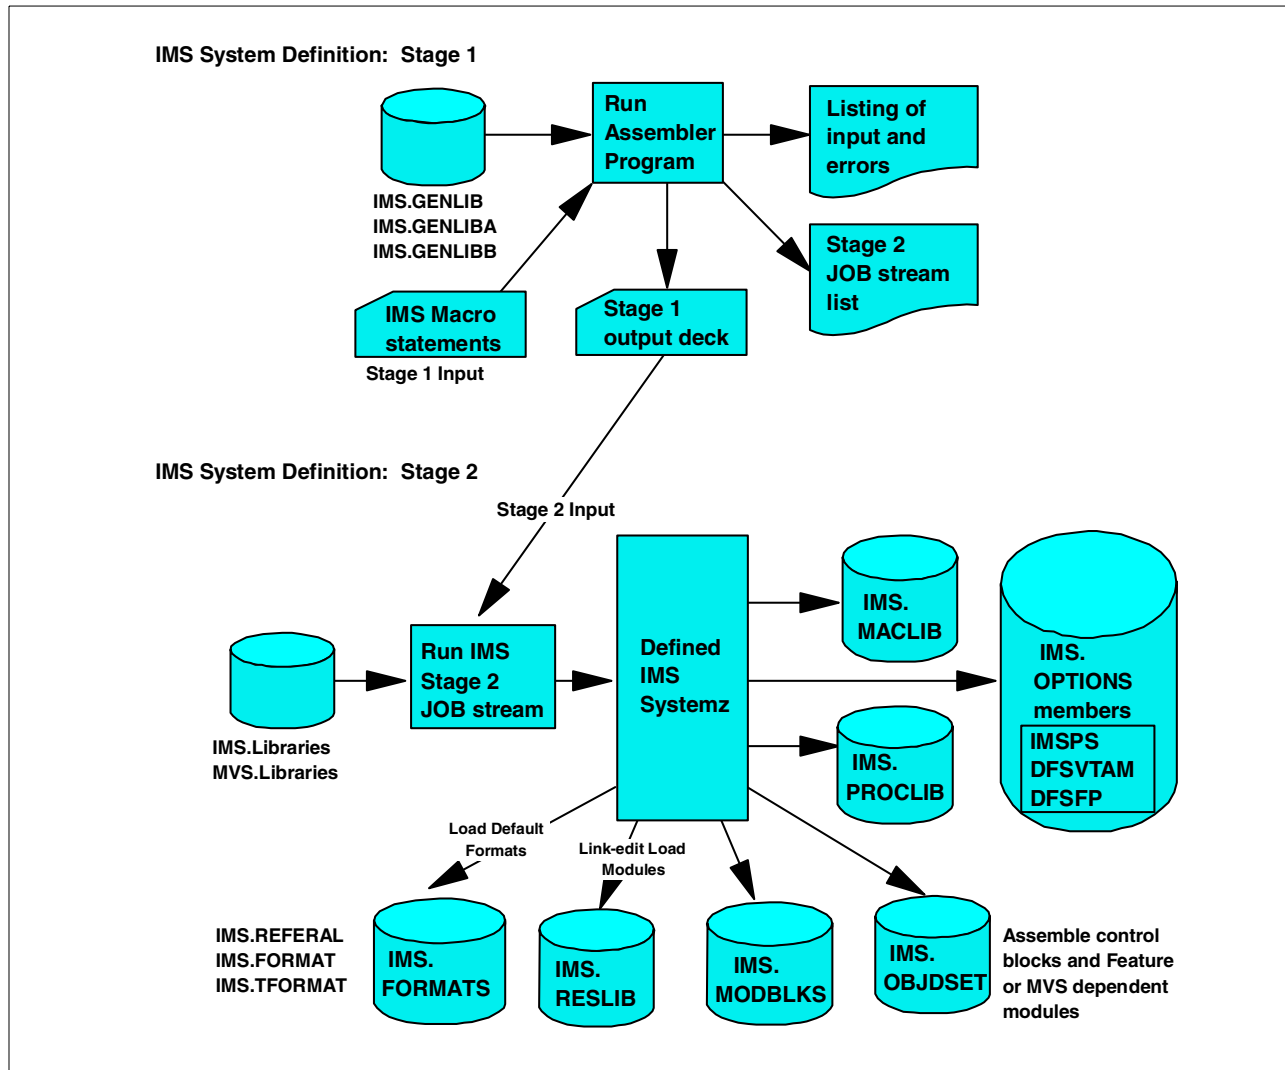 IMS System Definition:  Stage 1
Run
Assembler
Program
Listing of
input and
errors
IMS.GENLIB
IMS.GENLIBA
IMS.GENLIBB
Stage 2
JOB stream
list
IMS Macro
statements
Stage 1 Input
Stage 1
output deck
IMS System Definition:  Stage 2
Stage 2 Input
IMS.Libraries
MVS.Libraries
Run IMS
Stage 2
JOB stream
Defined
IMS
Systemz
IMS.
MACLIB
IMS.
OPTIONS
members
IMSPS
DFSVTAM
DFSFP
IMS.
PROCLIB
Load Default
Formats
Link-edit Load
Modules
IMS.REFERAL
IMS.FORMAT
IMS.TFORMAT
IMS.
FORMATS
IMS.
RESLIB
IMS.
MODBLKS
IMS.
OBJDSET
Assemble control
blocks and Feature
or MVS dependent
modules